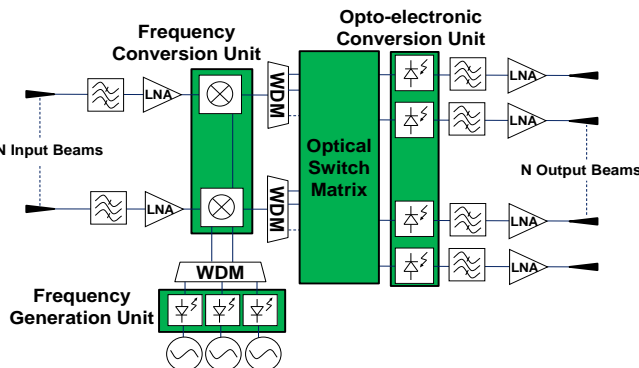 Frequency
Conversion Unit
Opto-electronic
Conversion Unit
WDM
LNA
LNA
LNA
N Input Beams
Optical
Switch
Matrix
N Output Beams
LNA
WDM
LNA
LNA
WDM
Frequency
Generation Unit